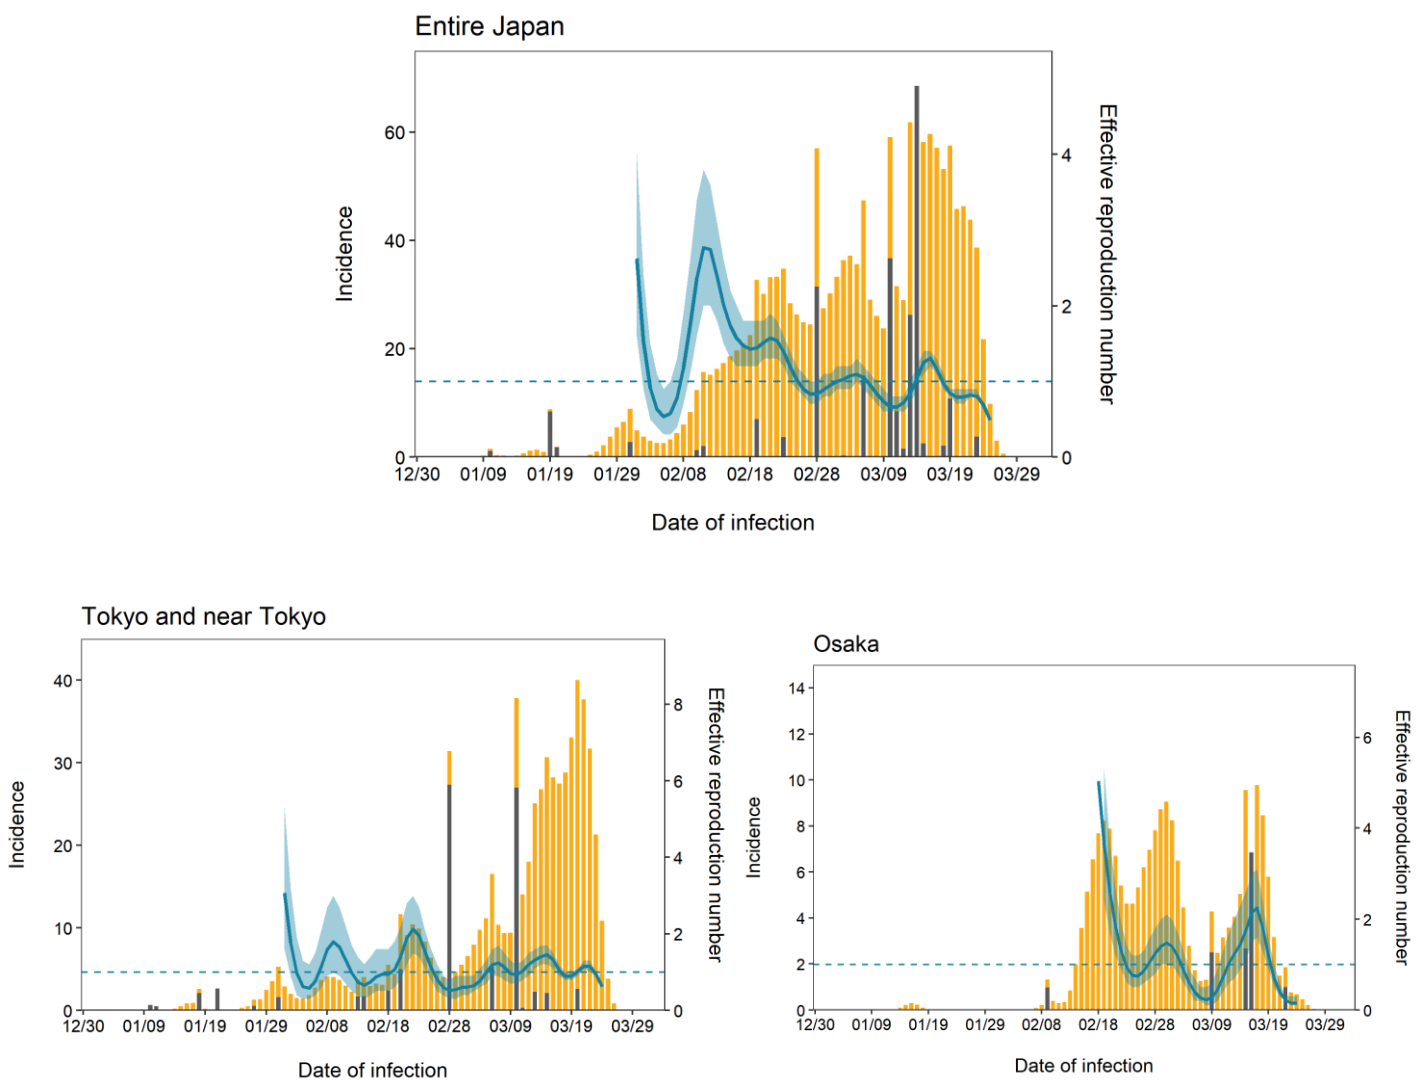 Entire Japan
60
40
20
0
Incidence
4
2
0
Effective reproduction number
12/30 01/09 01/19 01/29 02/08 02/18 02/28 03/09 03/19 03/29
Date of infection
Tokyo and near Tokyo
40
30
20
10
0
Incidence
8
6
4
2
0
Effective reproduction number
12/30 01/09 01/19 01/29 02/08 02/18 02/28 03/09 03/19 03/29
Date of infection
Osaka
14
12
10
8
6
4
2
0
Incidence
6
4
2
0
Effective reproduction number
12/30 01/09 01/19 01/29 02/08 02/18 02/28 03/09 03/19 03/29
Date of infection